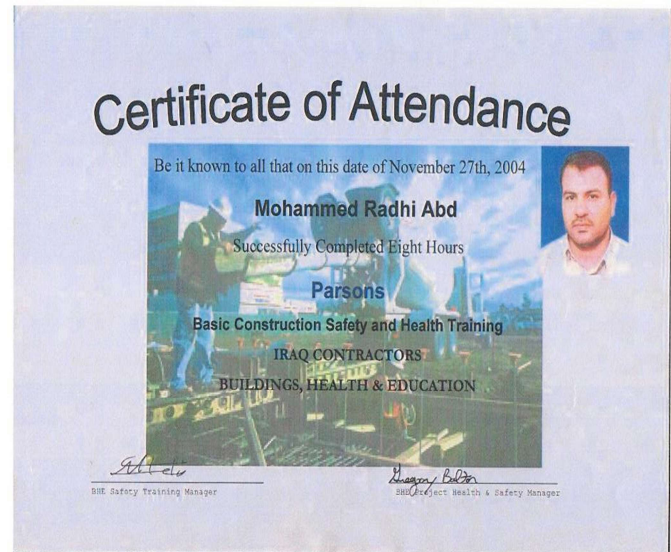 Certificate of Attendance
Be it known to all that on this date of November 27th, 2004
Mohammed Radhi Abd
Successfully Completed Eight Hours
Parsons
Basic Construction Safety and Health Training
IRAQ CONTRACTORS
BUILDINGS, HEALTH & EDUCATION
Gregory Bolton
BHE Safety Training Manager
BHE Project Health & Safety Manager